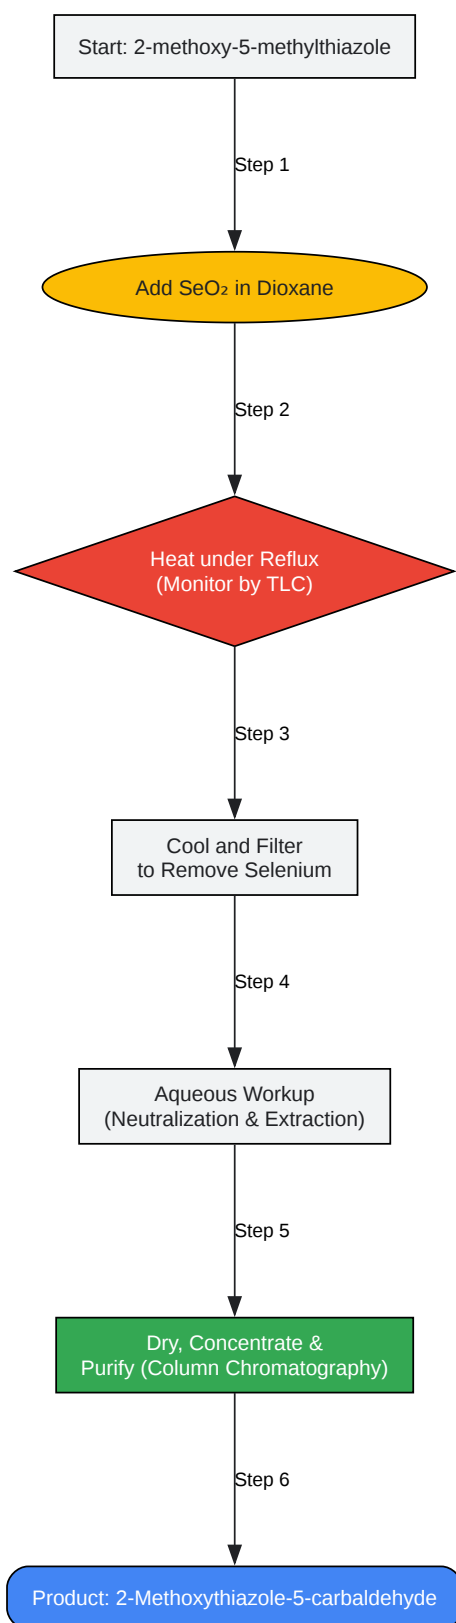 Start: 2-methoxy-5-methylthiazole
Step 1
Add SeO₂ in Dioxane
Step 2
Heat under Reflux
(Monitor by TLC)
Step 3
Cool and Filter
to Remove Selenium
Step 4
Aqueous Workup
(Neutralization & Extraction)
Step 5
Dry, Concentrate &
Purify (Column Chromatography)
Step 6
Product: 2-Methoxythiazole-5-carbaldehyde